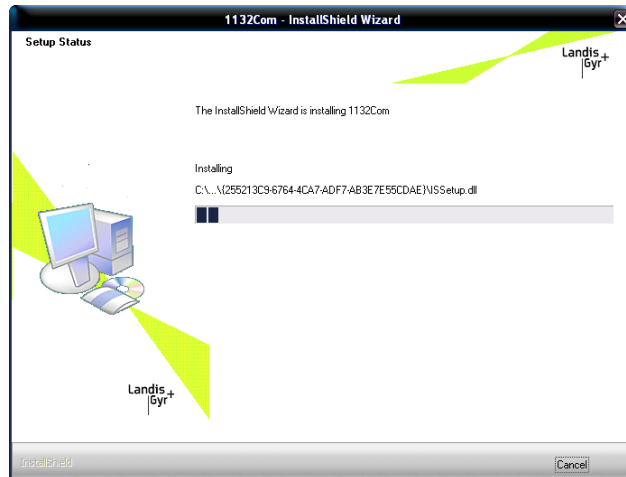 1132Com - InstallShield Wizard
Setup Status
Landis
Gyr+
The InstallShield Wizard is installing 1132Com
Installing
C:\...\{255213C9-6764-4CA7-ADF7-AB3E7E55CDAE}\ISSetup.dll
Landis
Gyr+
InstallShield
Cancel